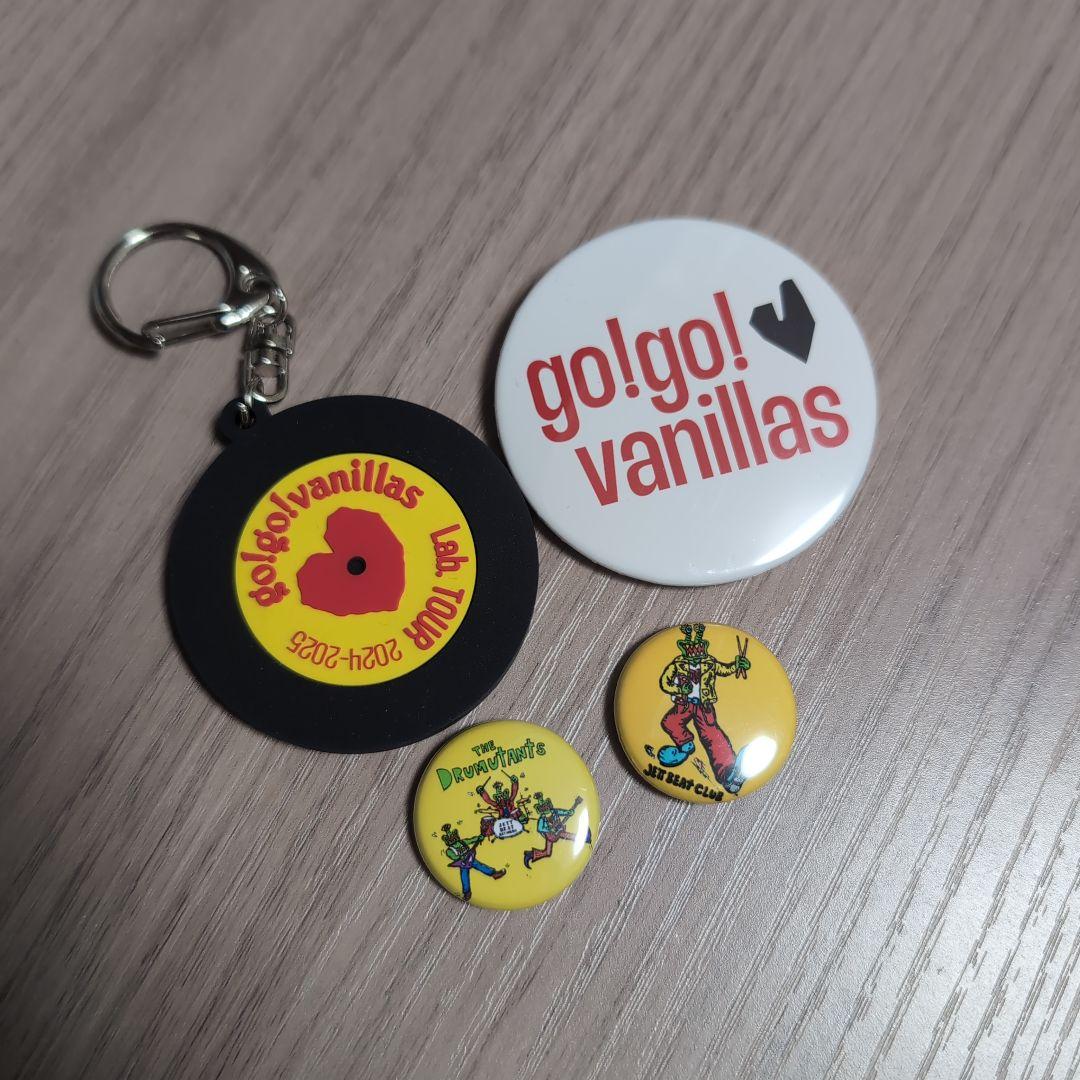 go!go!vanillas
Lab. TOUR 2024-2025
go!go!
vanillas
THE
DRUMUTANTS
JET BEAT CLUB